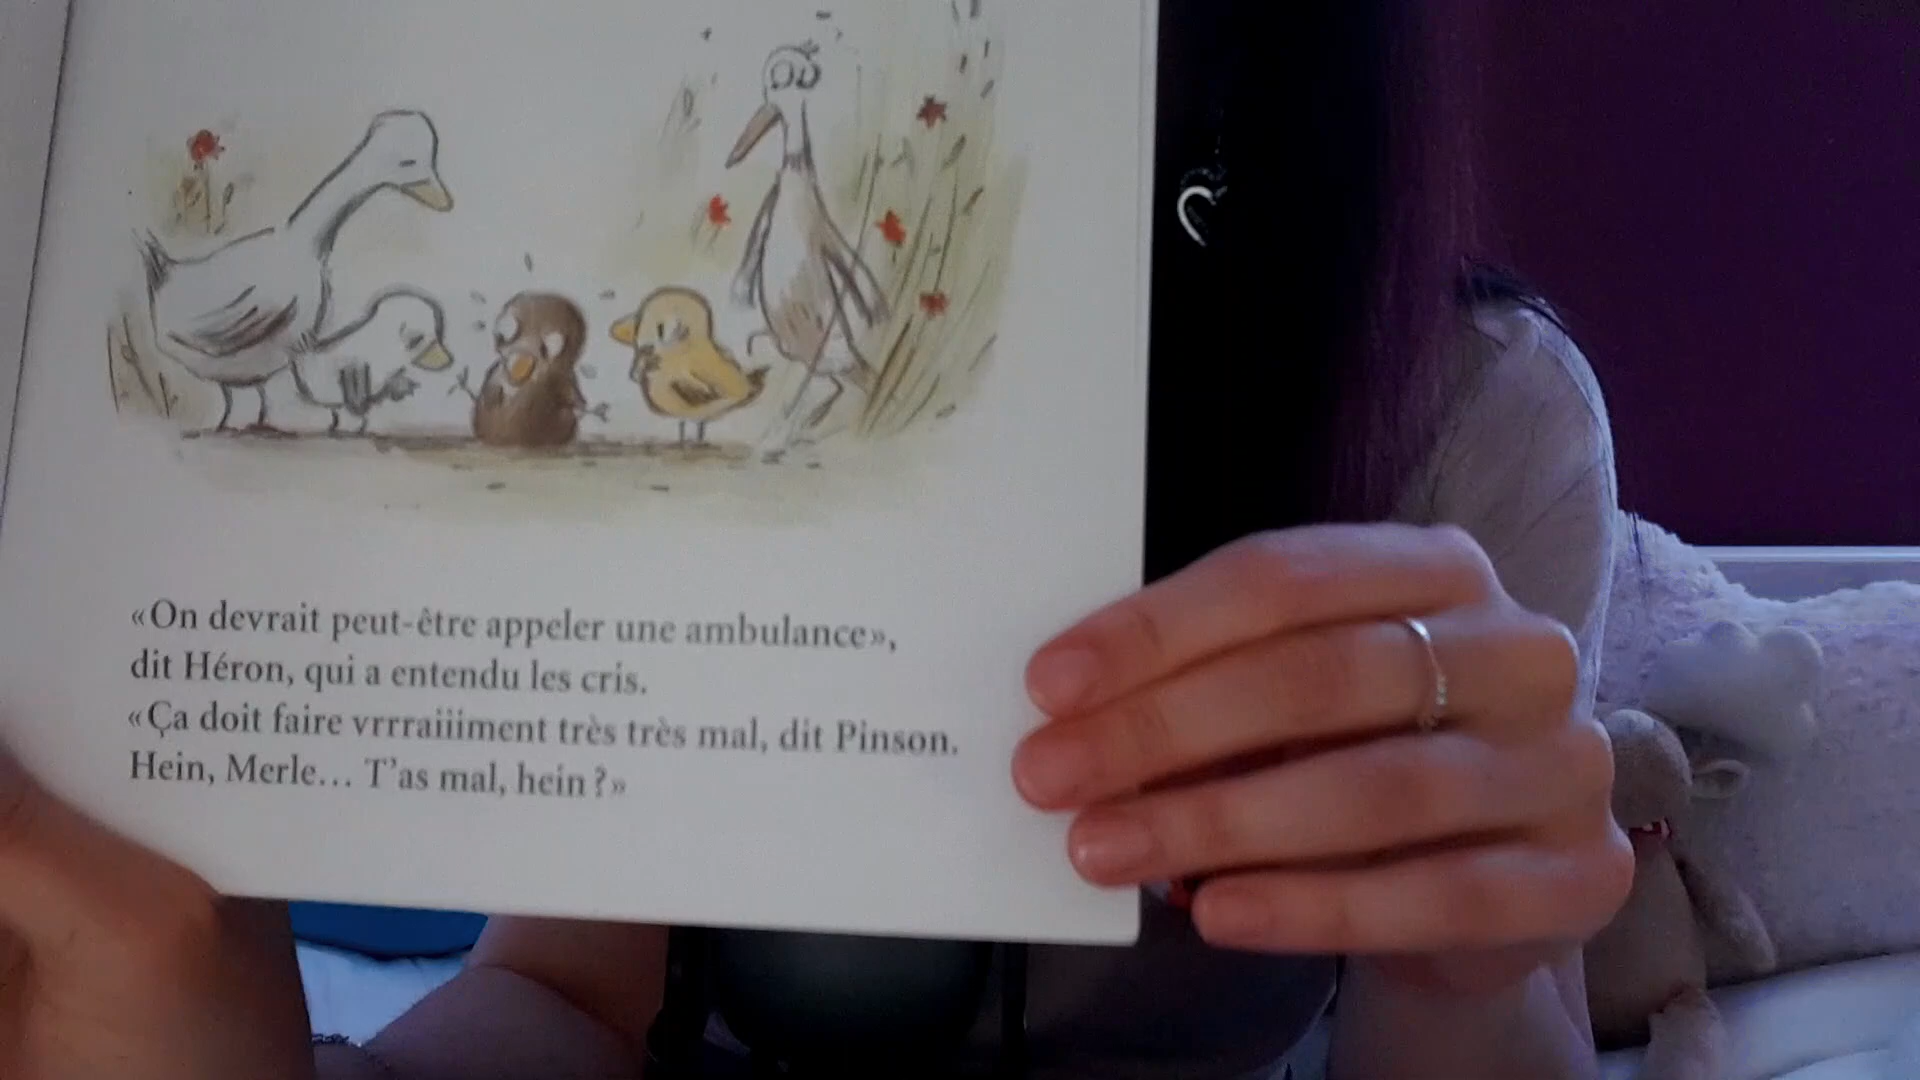 «On devrait peut-être appeler une ambulance»,
dit Héron, qui a entendu les cris.
«Ça doit faire vrrraiiiment très très mal, dit Pinson.
Hein, Merle… T’as mal, hein ?»